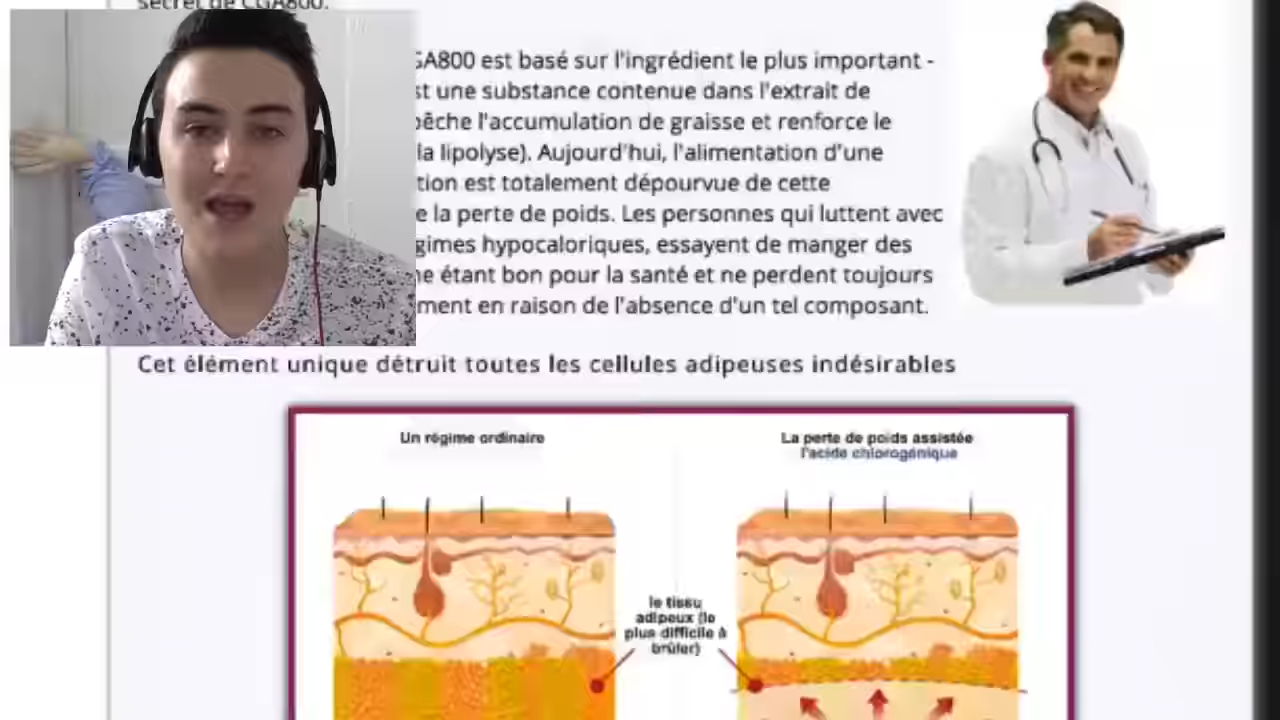 secret de CGA800.
GA800 est basé sur l'ingrédient le plus important -
st une substance contenue dans l'extrait de
pêche l'accumulation de graisse et renforce le
la lipolyse). Aujourd'hui, l'alimentation d'une
tion est totalement dépourvue de cette
e la perte de poids. Les personnes qui luttent avec
gimes hypocaloriques, essayent de manger des
ne étant bon pour la santé et ne perdent toujours
ment en raison de l'absence d'un tel composant.
Cet élément unique détruit toutes les cellules adipeuses indésirables
Un régime ordinaire
La perte de poids assistée
l'acide chlorogénique
le tissu
adipeux (le
plus difficile à
brûler)